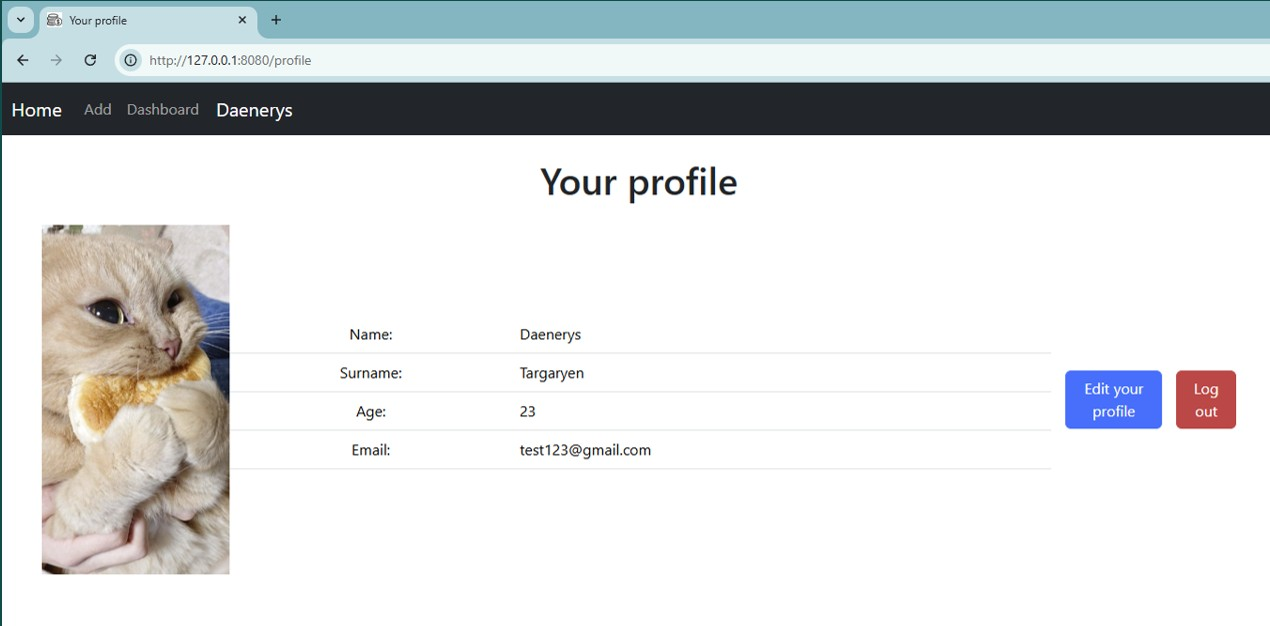 Your profile
http://127.0.0.1:8080/profile
Home Add Dashboard Daenerys
Your profile
Name: Daenerys
Surname: Targaryen
Age: 23
Email: test123@gmail.com
Edit your
profile
Log
out